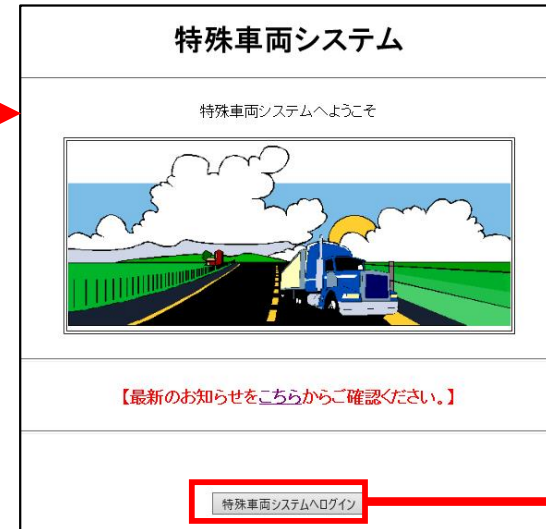 特殊車両システム
特殊車両システムへようこそ
【最新のお知らせをこちらからご確認ください。】
特殊車両システムへログイン